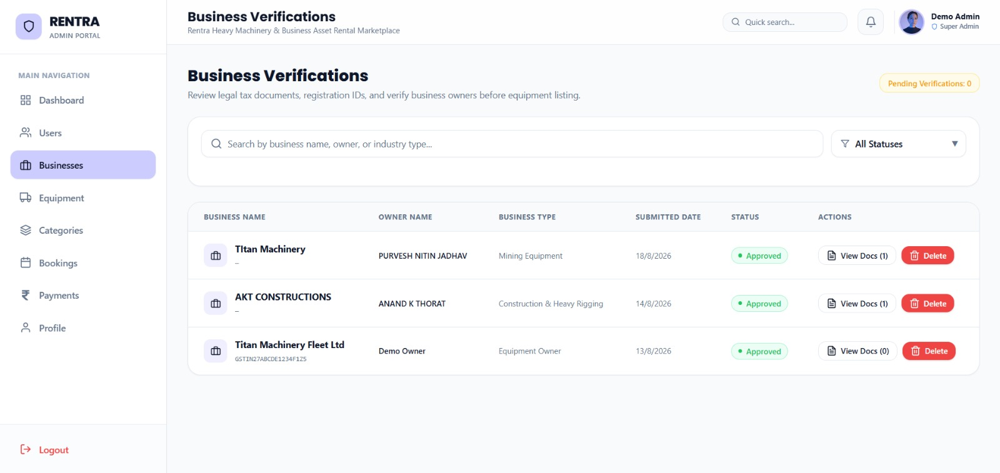 RENTRA
ADMIN PORTAL
MAIN NAVIGATION
Dashboard
Users
Businesses
Equipment
Categories
Bookings
Payments
Profile
Logout
Business Verifications
Rentra Heavy Machinery & Business Asset Rental Marketplace
Quick search...
Demo Admin
Super Admin
Business Verifications
Review legal tax documents, registration IDs, and verify business owners before equipment listing.
Pending Verifications: 0
Search by business name, owner, or industry type...
All Statuses
BUSINESS NAME OWNER NAME BUSINESS TYPE SUBMITTED DATE STATUS ACTIONS
TItan Machinery PURVESH NITIN JADHAV Mining Equipment 18/8/2026 Approved View Docs (1) Delete
–
AKT CONSTRUCTIONS ANAND K THORAT Construction & Heavy Rigging 14/8/2026 Approved View Docs (1) Delete
–
Titan Machinery Fleet Ltd Demo Owner Equipment Owner 13/8/2026 Approved View Docs (0) Delete
GSTIN27ABCDE1234F1Z5